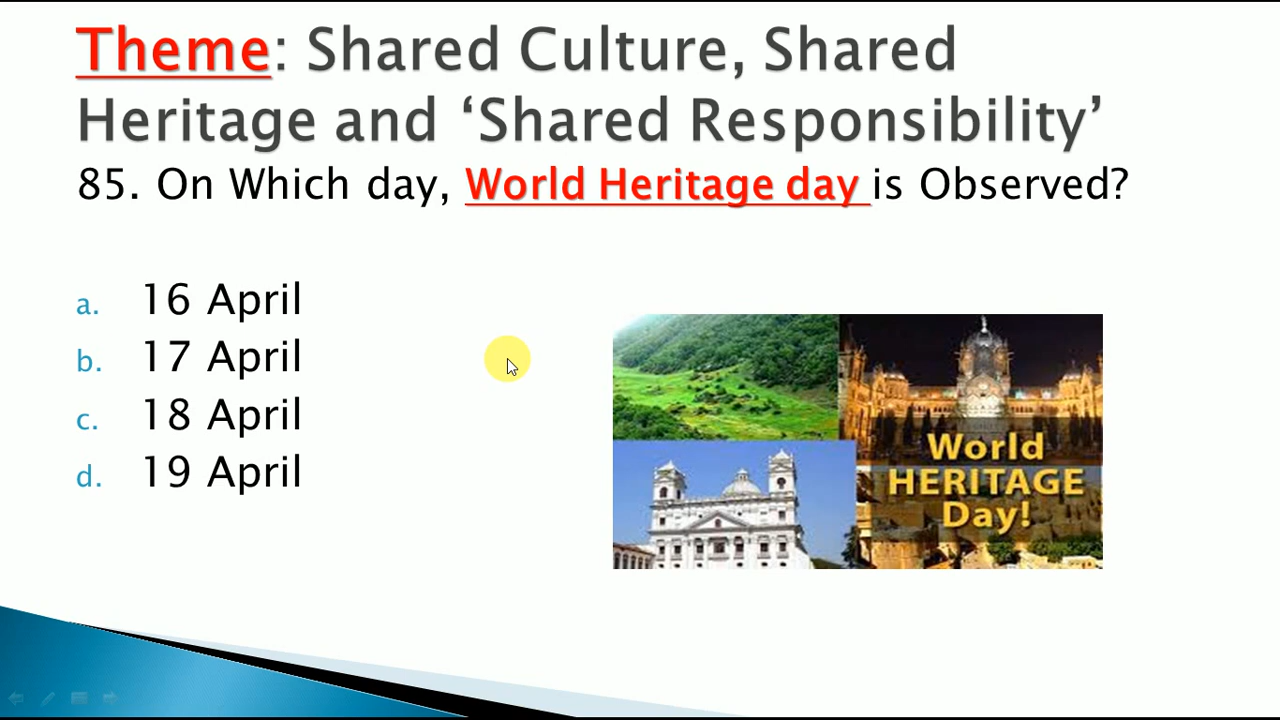 Theme: Shared Culture, Shared
Heritage and ‘Shared Responsibility’
85. On Which day, World Heritage day is Observed?
a. 16 April
b. 17 April
c. 18 April
d. 19 April
World
HERITAGE
Day!